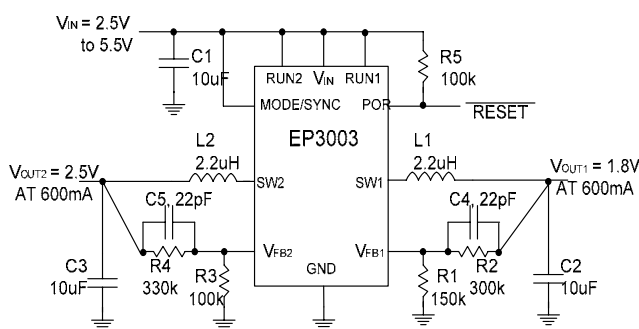 VIN = 2.5V
to 5.5V
C1
10uF
RUN2
VIN
RUN1
R5
100k
MODE/SYNC
POR
RESET
EP3003
L2
2.2uH
L1
2.2uH
VOUT2 = 2.5V
AT 600mA
SW2
SW1
VOUT1 = 1.8V
AT 600mA
C5, 22pF
C4, 22pF
VFB2
VFB1
C3
10uF
R4
330k
R3
100k
GND
R1
150k
R2
300k
C2
10uF